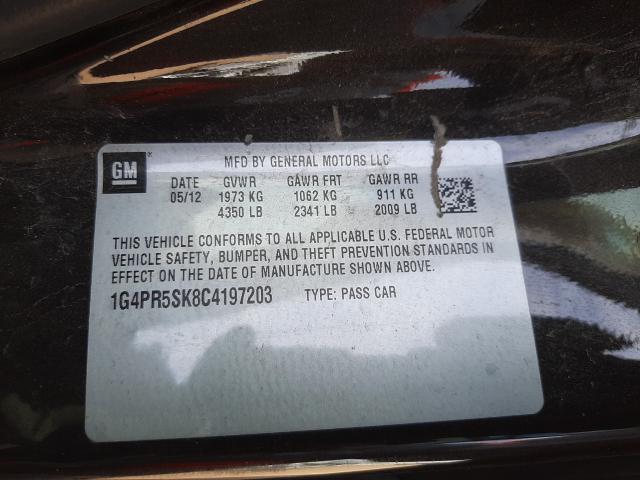 GM
MFD BY GENERAL MOTORS LLC
DATE GVWR GAWR FRT GAWR RR
05/12 1973 KG 1062 KG 911 KG
4350 LB 2341 LB 2009 LB
THIS VEHICLE CONFORMS TO ALL APPLICABLE U.S. FEDERAL MOTOR
VEHICLE SAFETY, BUMPER, AND THEFT PREVENTION STANDARDS IN
EFFECT ON THE DATE OF MANUFACTURE SHOWN ABOVE.
1G4PR5SK8C4197203 TYPE: PASS CAR